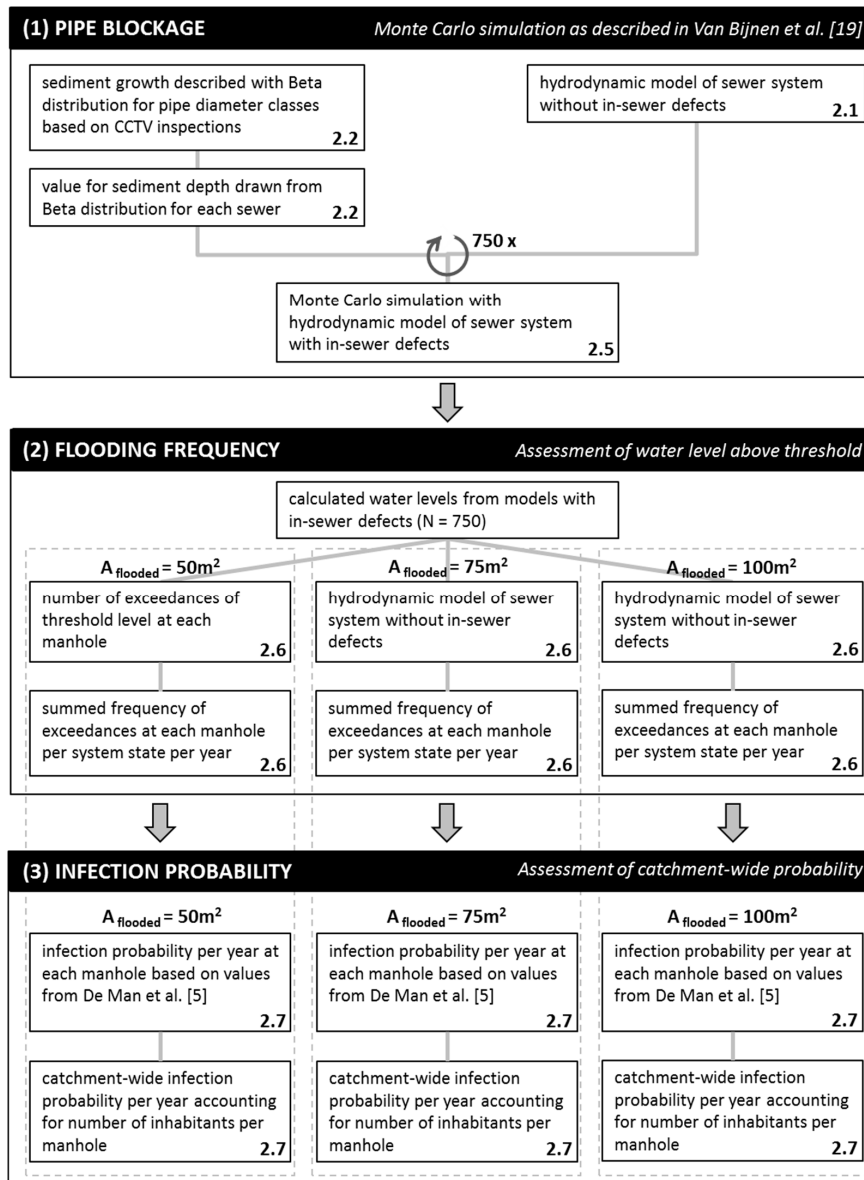 (1) PIPE BLOCKAGE Monte Carlo simulation as described in Van Bijnen et al. [19]
sediment growth described with Beta
distribution for pipe diameter classes
based on CCTV inspections
2.2
hydrodynamic model of sewer system
without in-sewer defects
2.1
value for sediment depth drawn from
Beta distribution for each sewer
2.2
750 x
Monte Carlo simulation with
hydrodynamic model of sewer system
with in-sewer defects
2.5
(2) FLOODING FREQUENCY Assessment of water level above threshold
calculated water levels from models with
in-sewer defects (N = 750)
A flooded = 50m²
number of exceedances of
threshold level at each
manhole
2.6
summed frequency of
exceedances at each manhole
per system state per year
2.6
A flooded = 75m²
hydrodynamic model of sewer
system without in-sewer
defects
2.6
summed frequency of
exceedances at each manhole
per system state per year
2.6
A flooded = 100m²
hydrodynamic model of sewer
system without in-sewer
defects
2.6
summed frequency of
exceedances at each manhole
per system state per year
2.6
(3) INFECTION PROBABILITY Assessment of catchment-wide probability
A flooded = 50m²
infection probability per year at
each manhole based on values
from De Man et al. [5]
2.7
catchment-wide infection
probability per year accounting
for number of inhabitants per
manhole
2.7
A flooded = 75m²
infection probability per year at
each manhole based on values
from De Man et al. [5]
2.7
catchment-wide infection
probability per year accounting
for number of inhabitants per
manhole
2.7
A flooded = 100m²
infection probability per year at
each manhole based on values
from De Man et al. [5]
2.7
catchment-wide infection
probability per year accounting
for number of inhabitants per
manhole
2.7